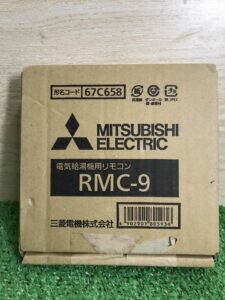 形名コード 67C658
MITSUBISHI
ELECTRIC
電気給湯機用リモコン
RMC-9
4902901805936
三菱電機株式会社